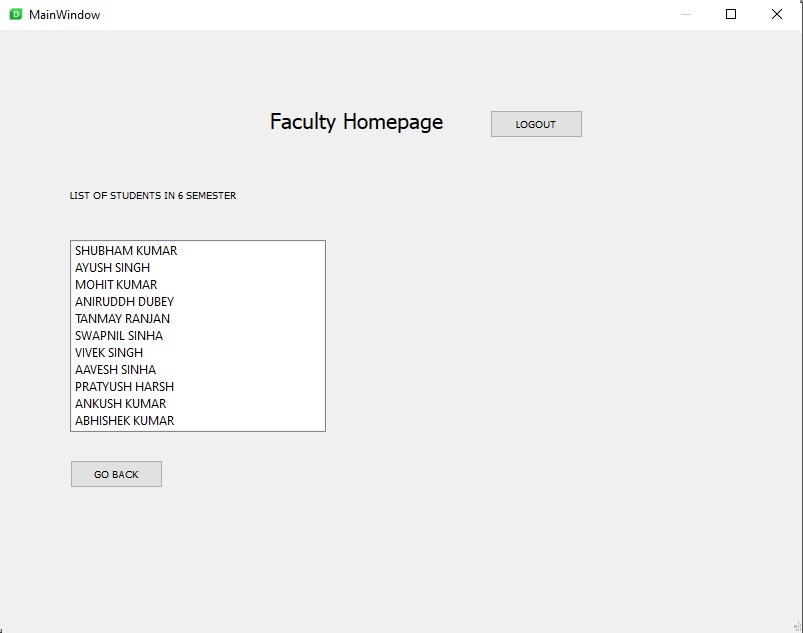 MainWindow
Faculty Homepage
LOGOUT
LIST OF STUDENTS IN 6 SEMESTER
SHUBHAM KUMAR
AYUSH SINGH
MOHIT KUMAR
ANIRUDDH DUBEY
TANMAY RANJAN
SWAPNIL SINHA
VIVEK SINGH
AAVESH SINHA
PRATYUSH HARSH
ANKUSH KUMAR
ABHISHEK KUMAR
GO BACK